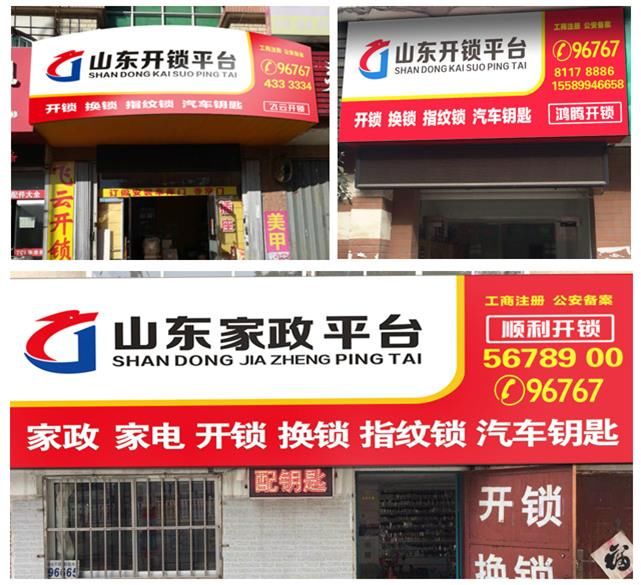 山东开锁平台
SHAN DONG KAI SUO PING TAI
工商注册 公安备案
96767
433 3334
开锁 换锁 指纹锁 汽车钥匙
飞云开锁
飞云开锁
配件大全
美甲
山东开锁平台
SHAN DONG KAI SUO PING TAI
工商注册 公安备案
96767
8117 8886
15589946658
开锁 换锁 指纹锁 汽车钥匙
鸿腾开锁
山东家政平台
SHAN DONG JIA ZHENG PING TAI
工商注册 公安备案
顺利开锁
56789 00
96767
家政 家电 开锁 换锁 指纹锁 汽车钥匙
配钥匙
开锁
换锁
福